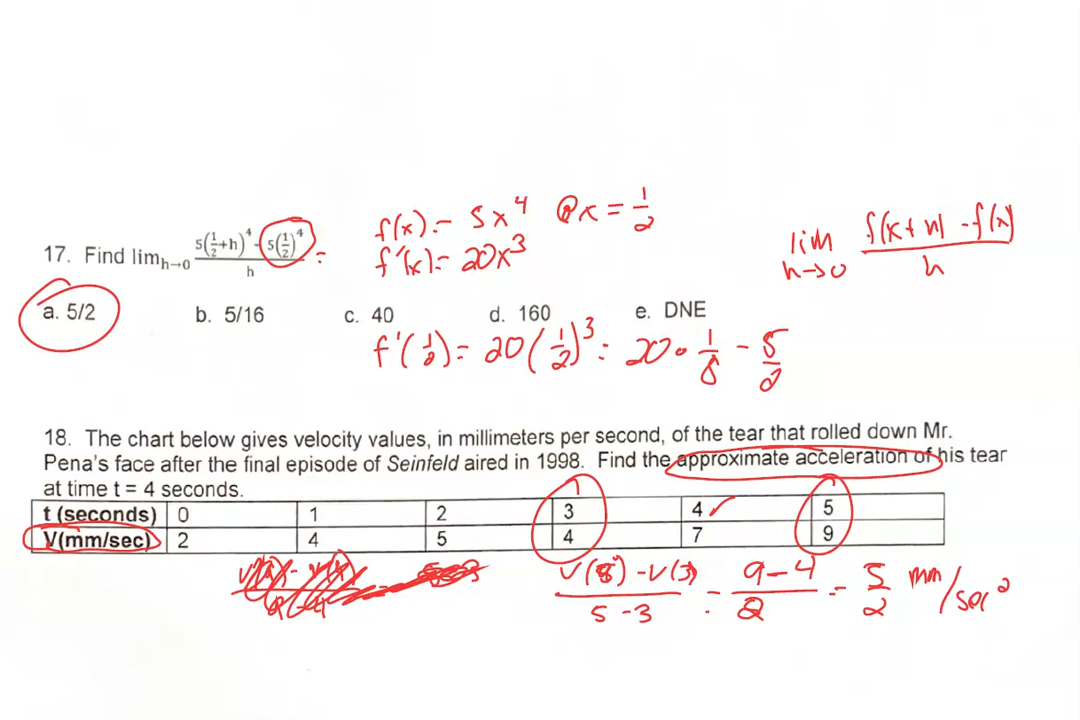 f(x) = 5x⁴ @ x = 1/2
lim h→0 f(x+h) - f(x) / h
17. Find lim h→0 5(1/2+h)⁴ - 5(1/2)⁴ / h =
f'(x) = 20x³
a. 5/2 b. 5/16 c. 40 d. 160 e. DNE
f'(1/2) = 20(1/2)³ = 20 · 1/8 - 5/2
18. The chart below gives velocity values, in millimeters per second, of the tear that rolled down Mr.
Pena's face after the final episode of Seinfeld aired in 1998. Find the approximate acceleration of his tear
at time t = 4 seconds.
t (seconds) 0 1 2 3 4 ✓ 5
V(mm/sec) 2 4 5 4 7 9
v(5) - v(3) / 5 - 3 = 9 - 4 / 2 = 5/2 mm/sec²